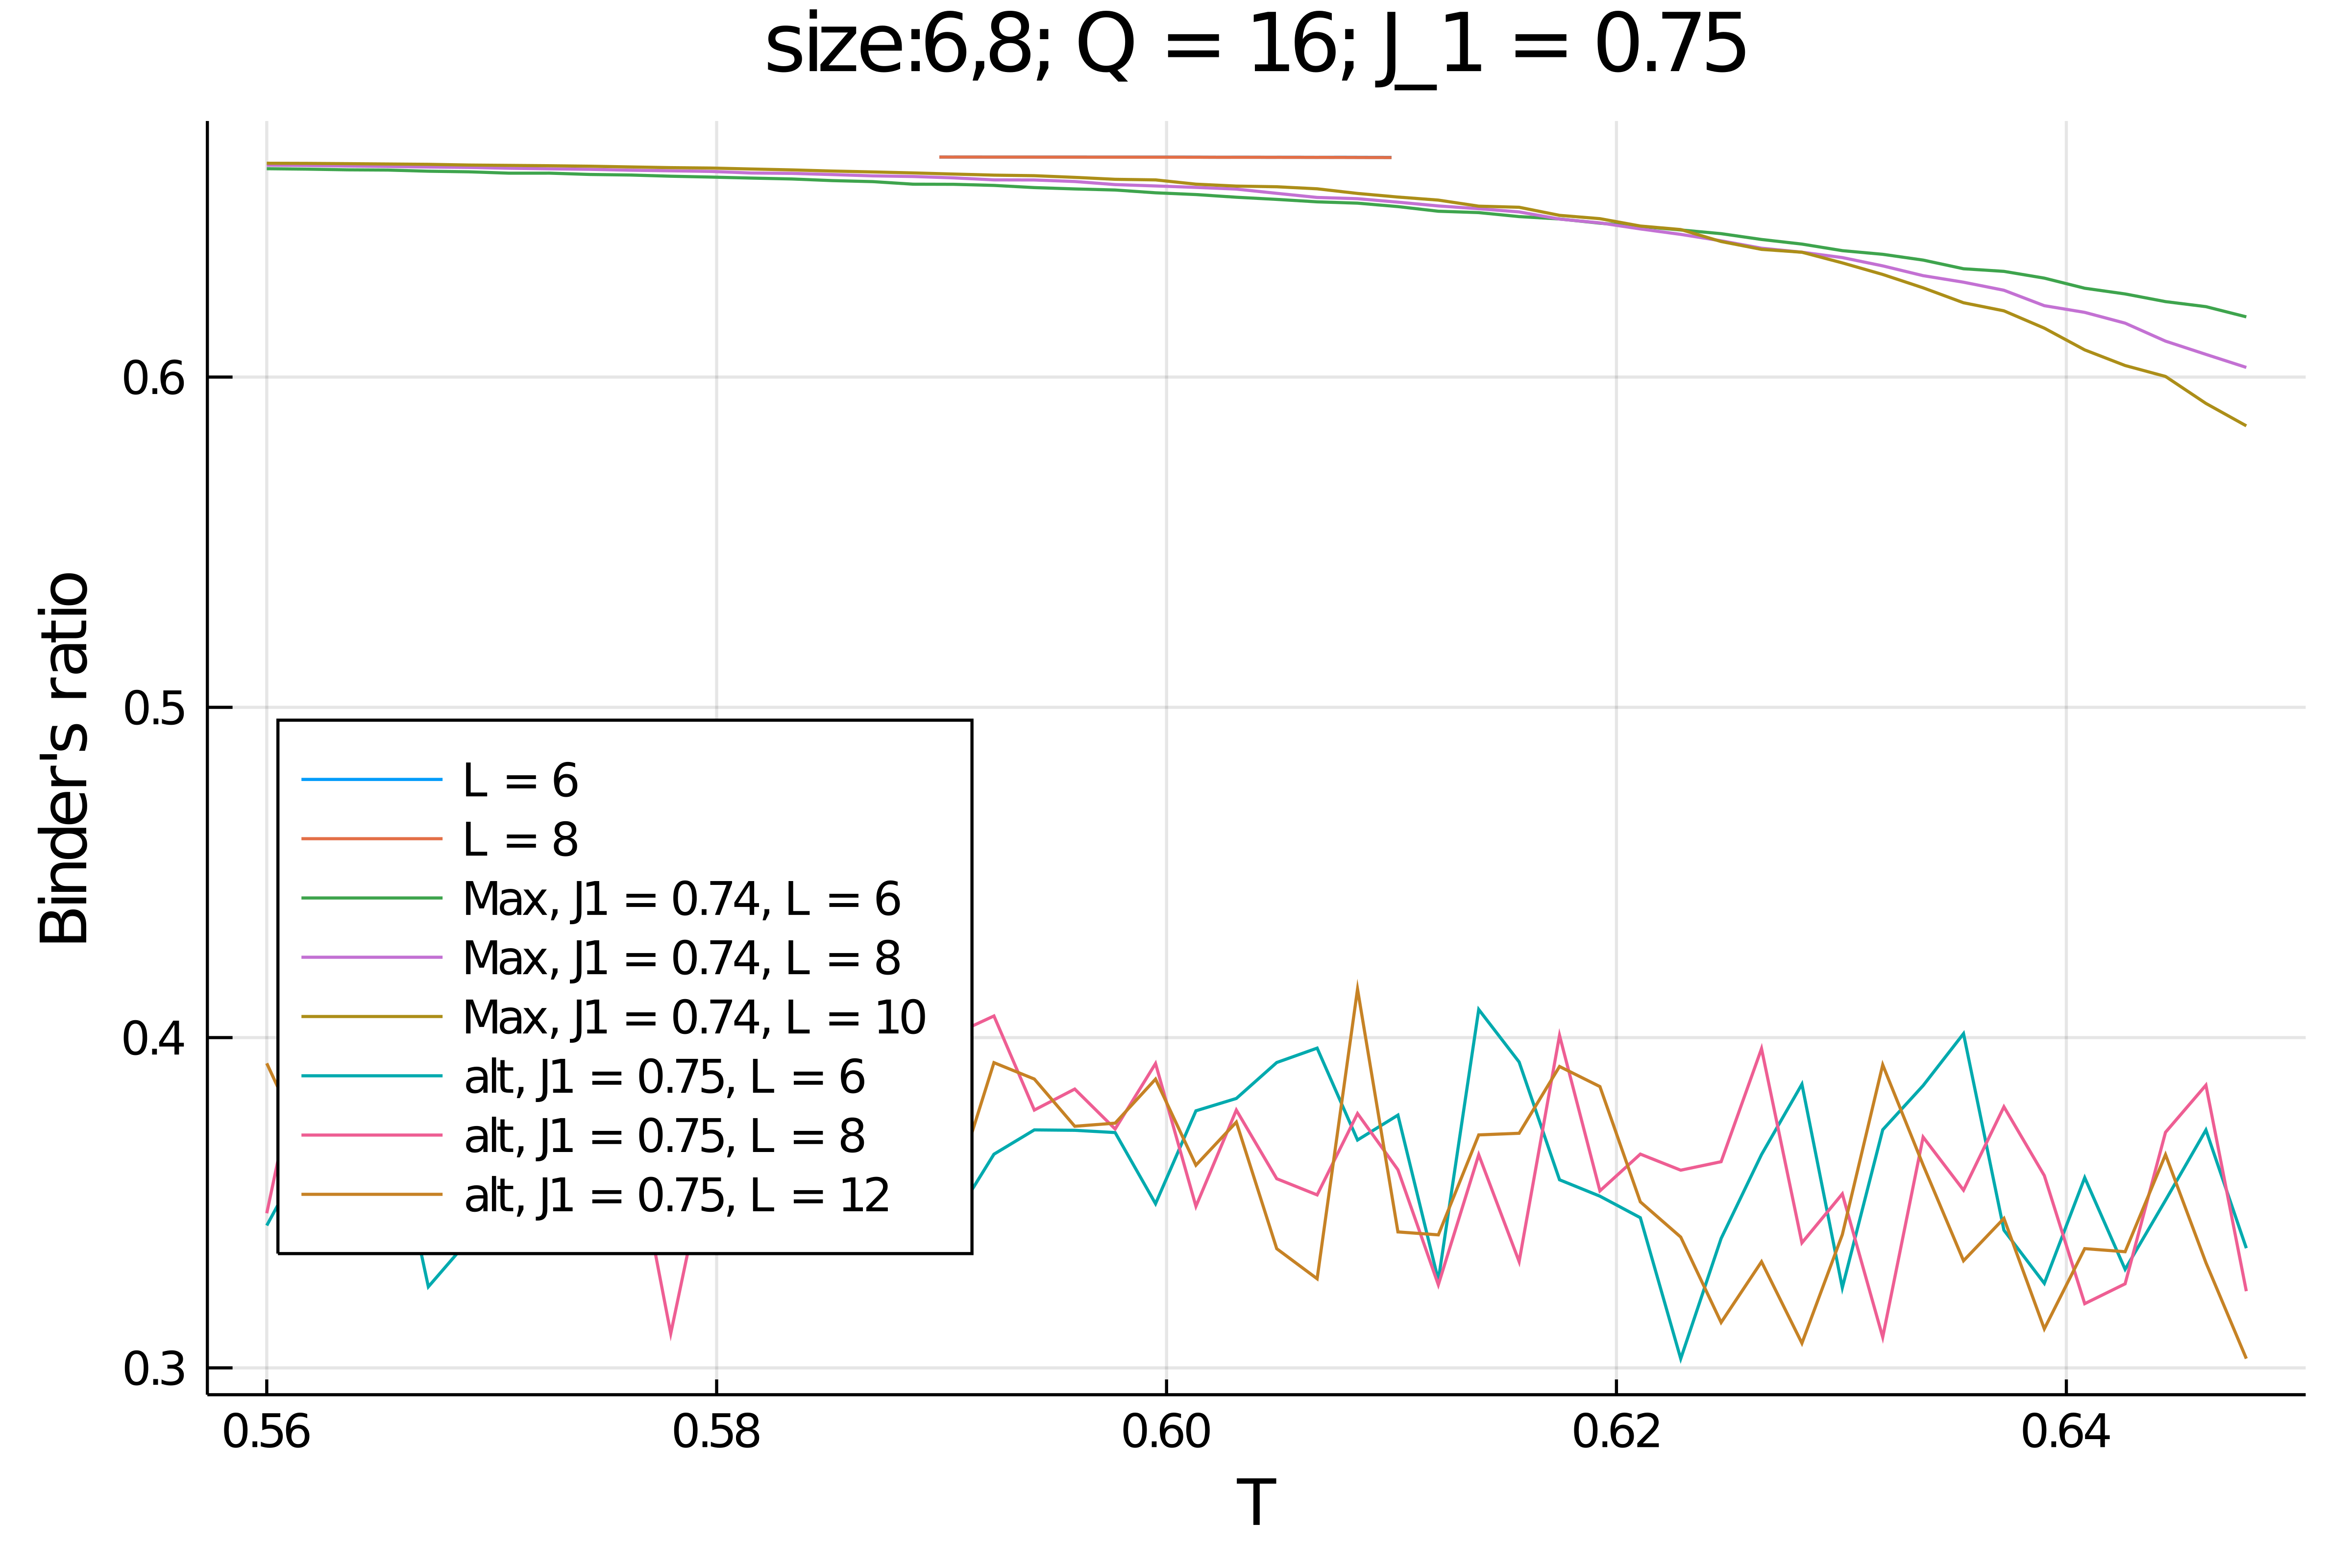 size:6,8; Q = 16; J_1 = 0.75
Binder's ratio
0.6
0.5
0.4
0.3
L = 6
L = 8
Max, J1 = 0.74, L = 6
Max, J1 = 0.74, L = 8
Max, J1 = 0.74, L = 10
alt, J1 = 0.75, L = 6
alt, J1 = 0.75, L = 8
alt, J1 = 0.75, L = 12
0.56 0.58 0.60 0.62 0.64
T